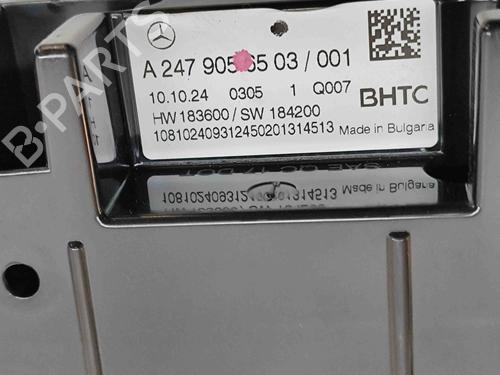 B-PARTS
A 247 905 65 03 / 001
10.10.24 0305 1 Q007
HW 183600 / SW 184200
108102409312450201314513
BHTC
Made in Bulgaria